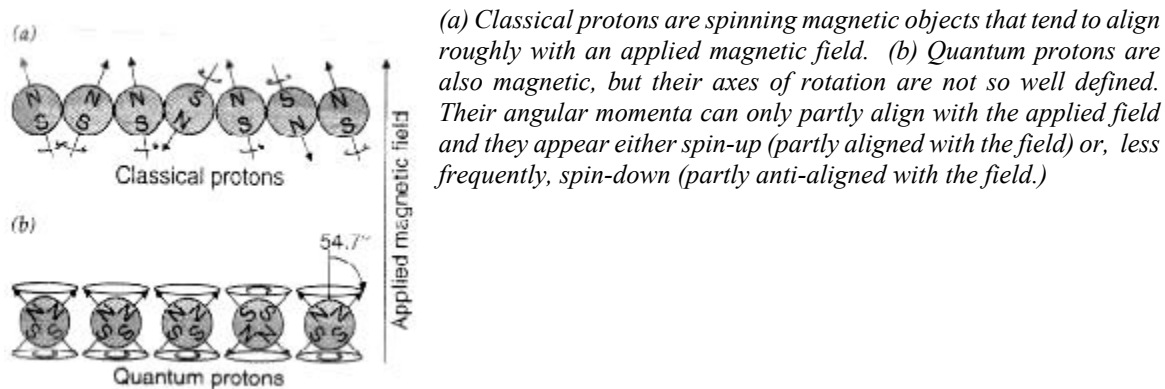 (a)
N N N S N S N
S S S N S N S
Classical protons
(b)
54.7°
N N N N N N S S N N
S S S S S S N N S S
Quantum protons
Applied magnetic field
(a) Classical protons are spinning magnetic objects that tend to align
roughly with an applied magnetic field. (b) Quantum protons are
also magnetic, but their axes of rotation are not so well defined.
Their angular momenta can only partly align with the applied field
and they appear either spin-up (partly aligned with the field) or, less
frequently, spin-down (partly anti-aligned with the field.)